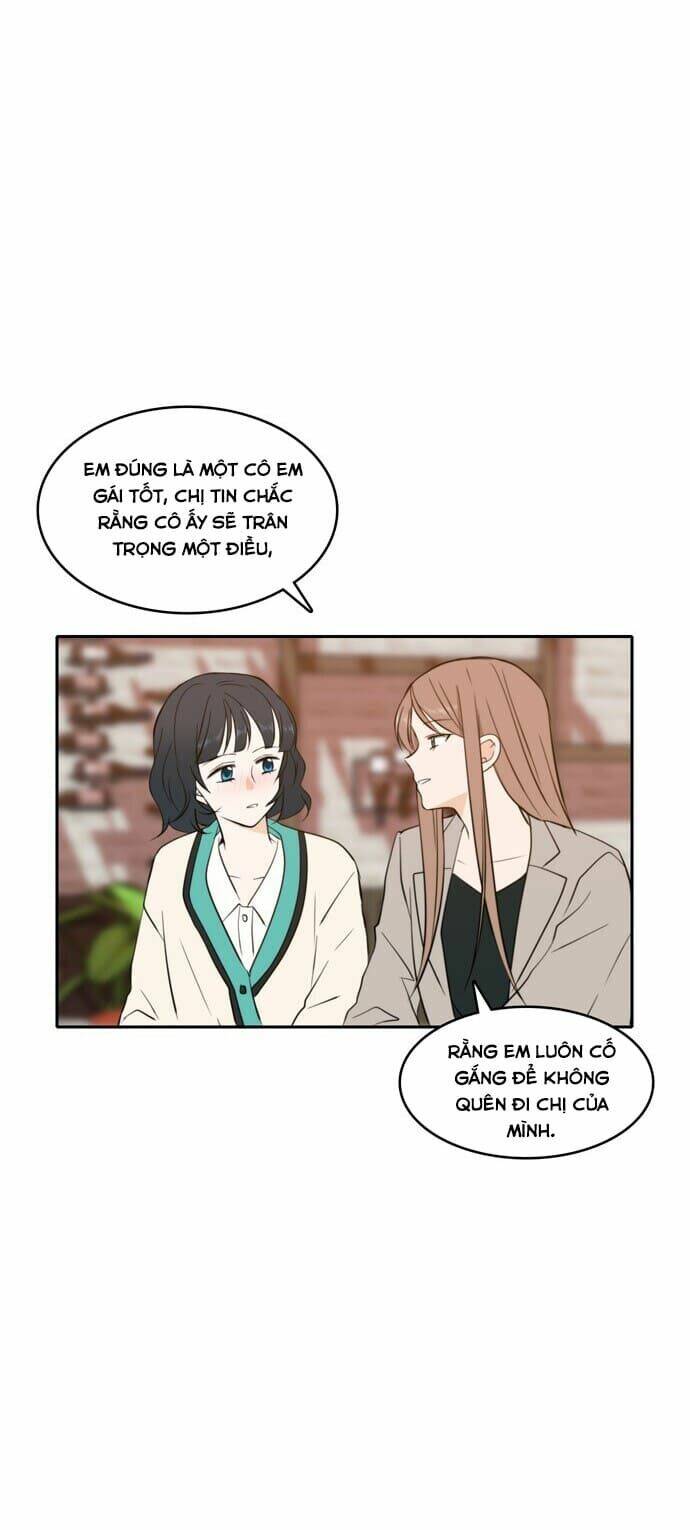 EM ĐÚNG LÀ MỘT CÔ EM
GÁI TỐT, CHỊ TIN CHẮC
RẰNG CÔ ẤY SẼ TRÂN
TRỌNG MỘT ĐIỀU,
RẰNG EM LUÔN CỐ
GẮNG ĐỂ KHÔNG
QUÊN ĐI CHỊ CỦA
MÌNH.